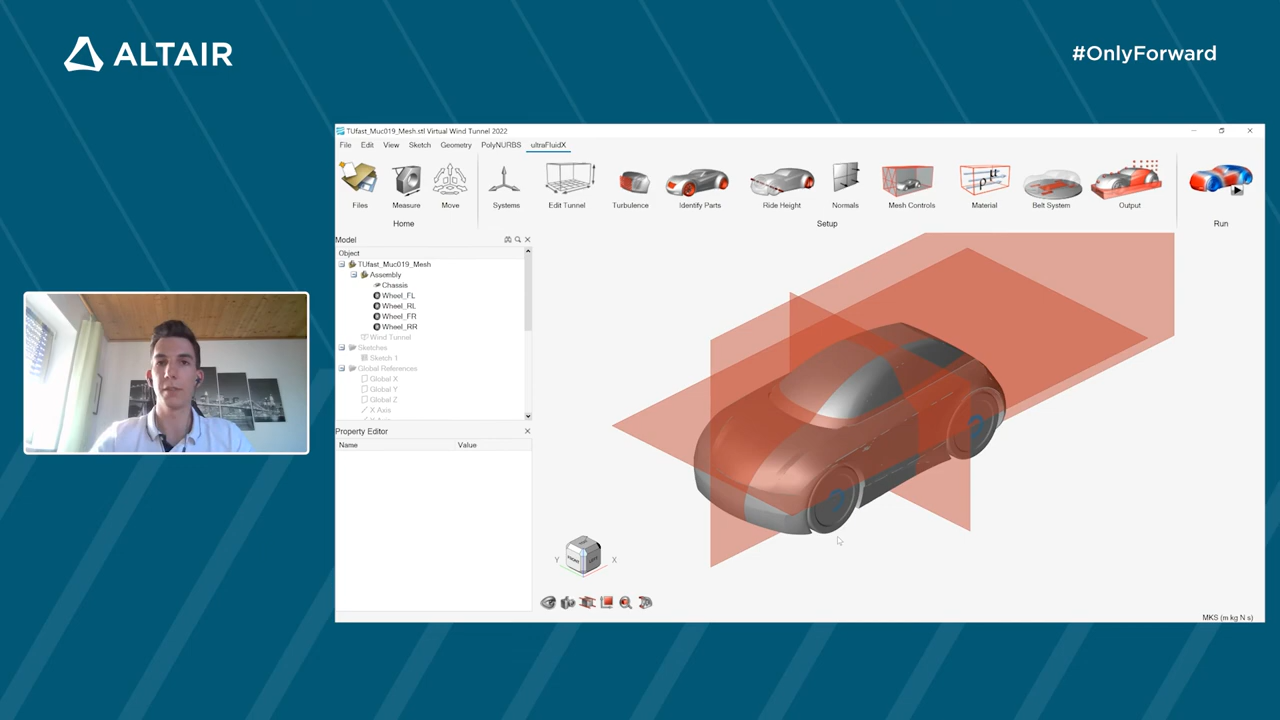 ALTAIR
#OnlyForward
TUfast_Muc019_Mesh.stl Virtual Wind Tunnel 2022
File Edit View Sketch Geometry PolyNURBS ultraFluidX
Files Measure Move Systems Edit Tunnel Turbulence Identify Parts Ride Height Normals Mesh Controls Material Belt System Output
Home Setup Run
Model
Object
TUfast_Muc019_Mesh
Assembly
Chassis
Wheel_FL
Wheel_RL
Wheel_FR
Wheel_RR
Wind Tunnel
Sketches
Sketch 1
Global References
Global X
Global Y
Global Z
X Axis
Property Editor
Name Value
Y X
MKS (m kg N s)